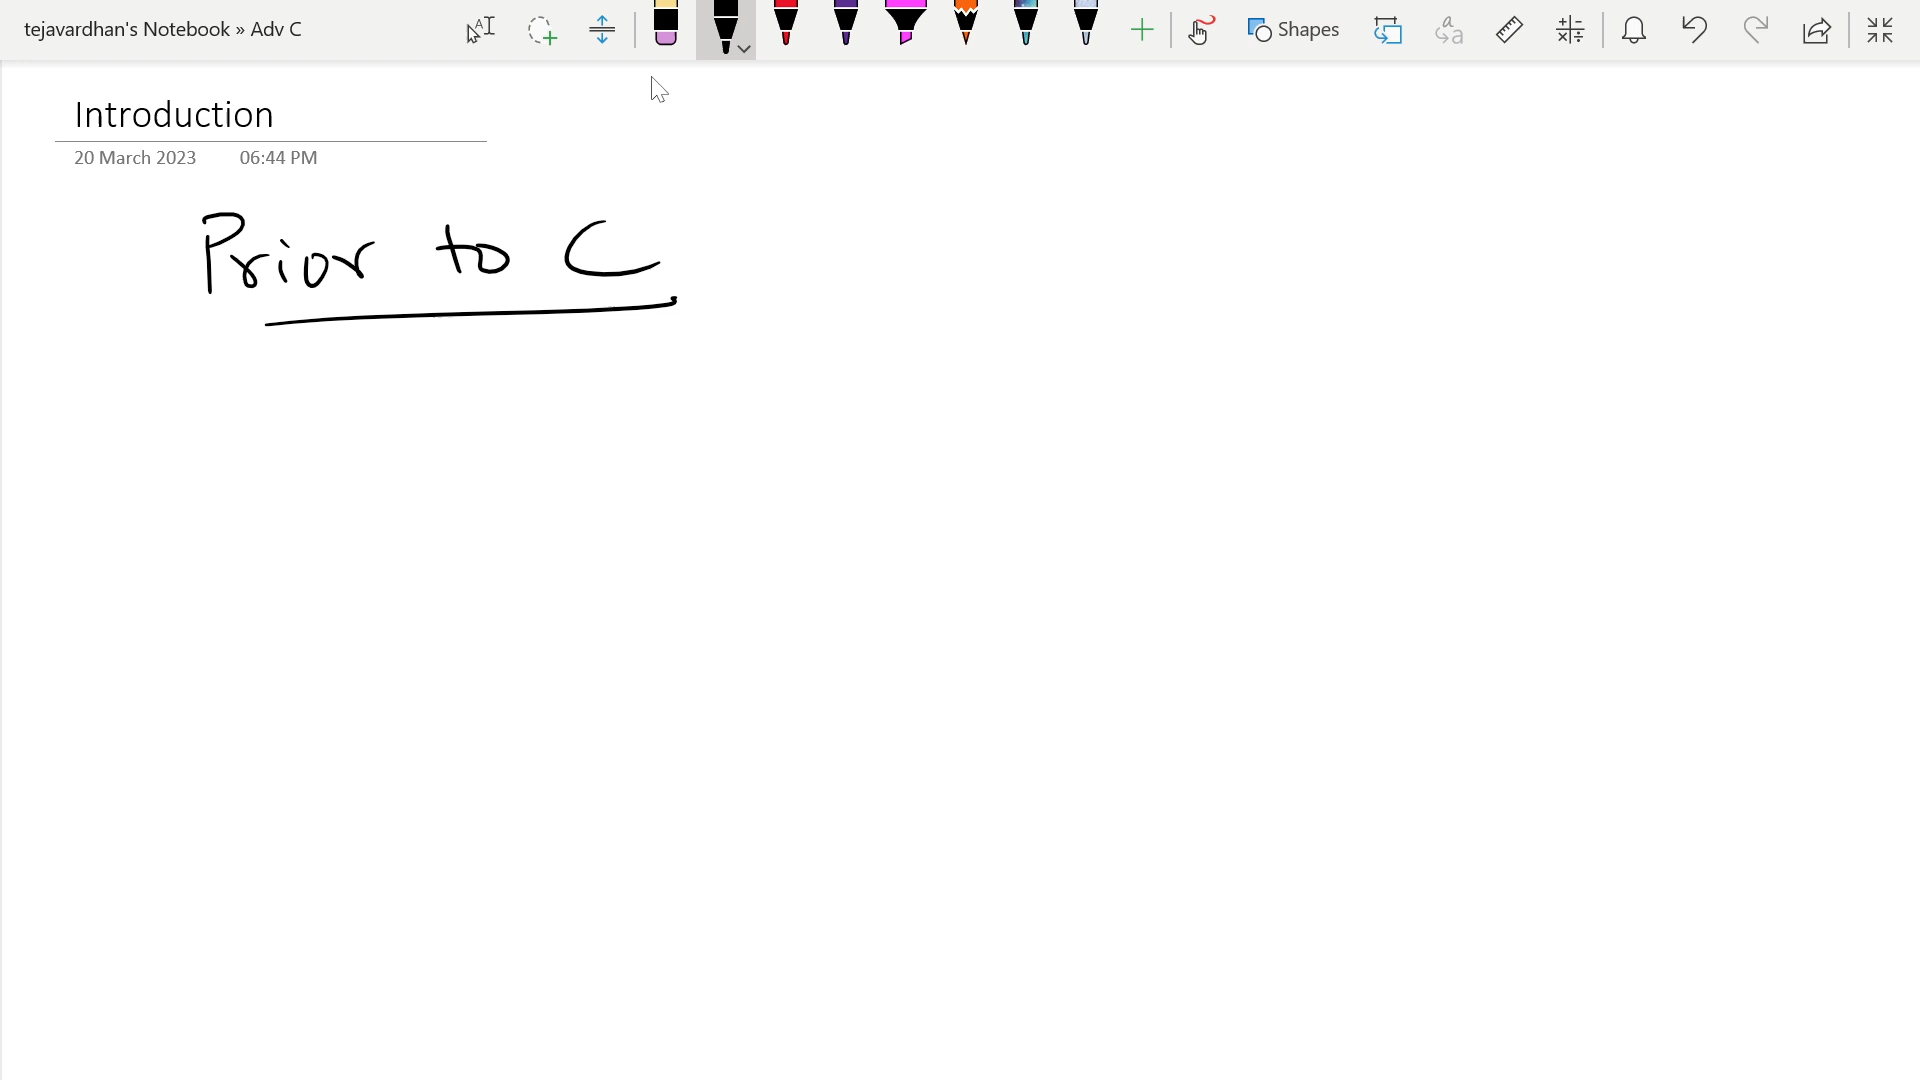 tejavardhan's Notebook » Adv C
Shapes
Introduction
20 March 2023 06:44 PM
Prior to C